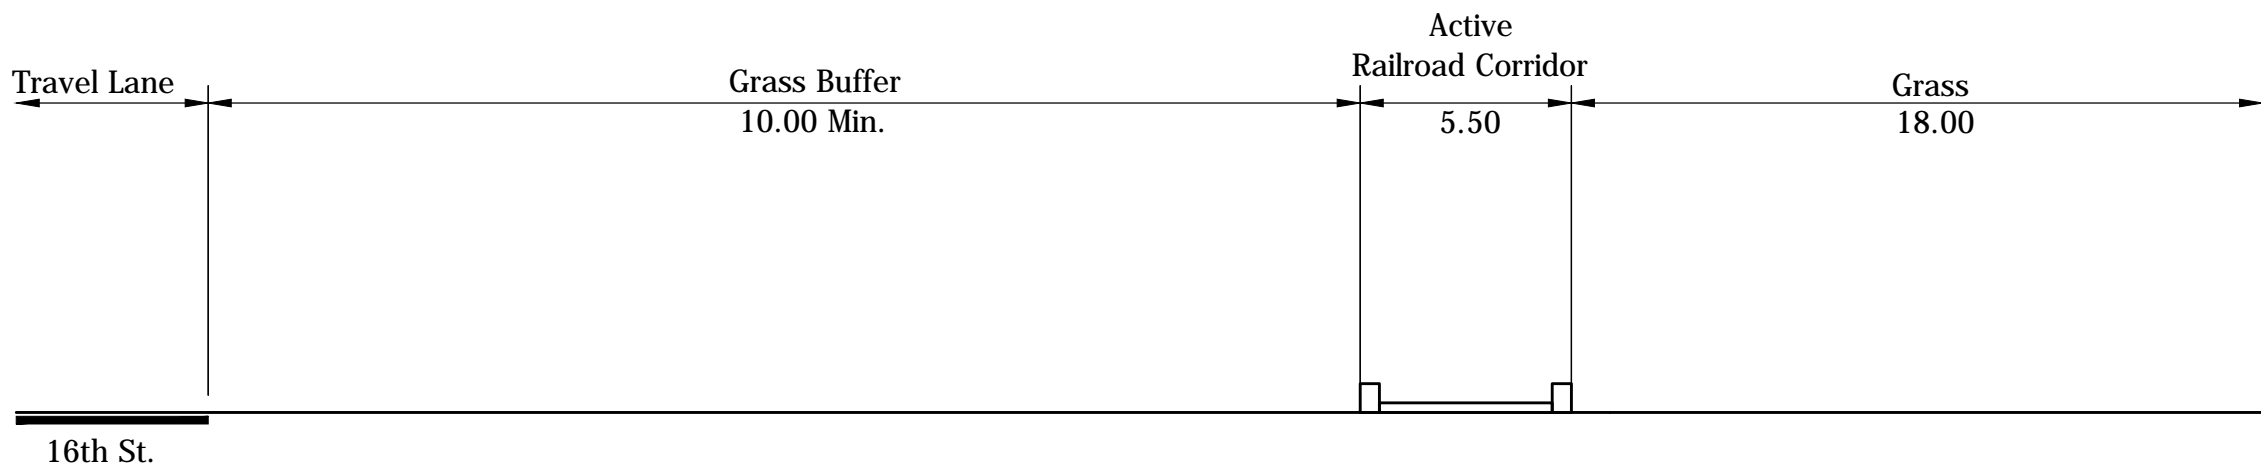 Travel Lane
Grass Buffer
10.00 Min.
Active
Railroad Corridor
5.50
Grass
18.00
16th St.